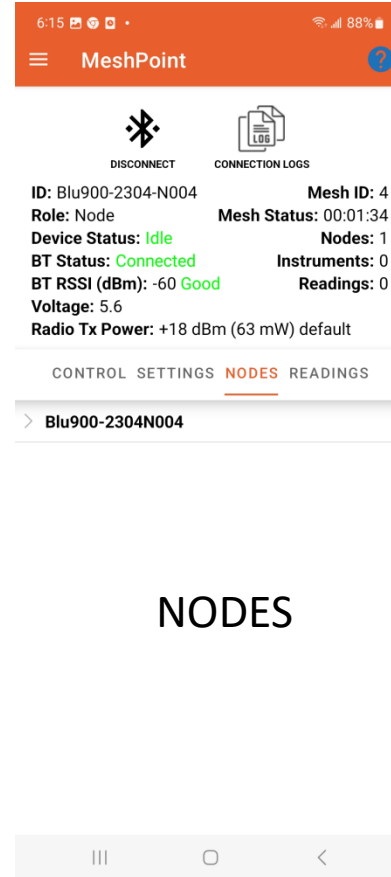 6:15 88%
MeshPoint ?
LOG
DISCONNECT CONNECTION LOGS
ID: Blu900-2304-N004 Mesh ID: 4
Role: Node Mesh Status: 00:01:34
Device Status: Idle Nodes: 1
BT Status: Connected Instruments: 0
BT RSSI (dBm): -60 Good Readings: 0
Voltage: 5.6
Radio Tx Power: +18 dBm (63 mW) default
CONTROL SETTINGS NODES READINGS
Blu900-2304N004
NODES